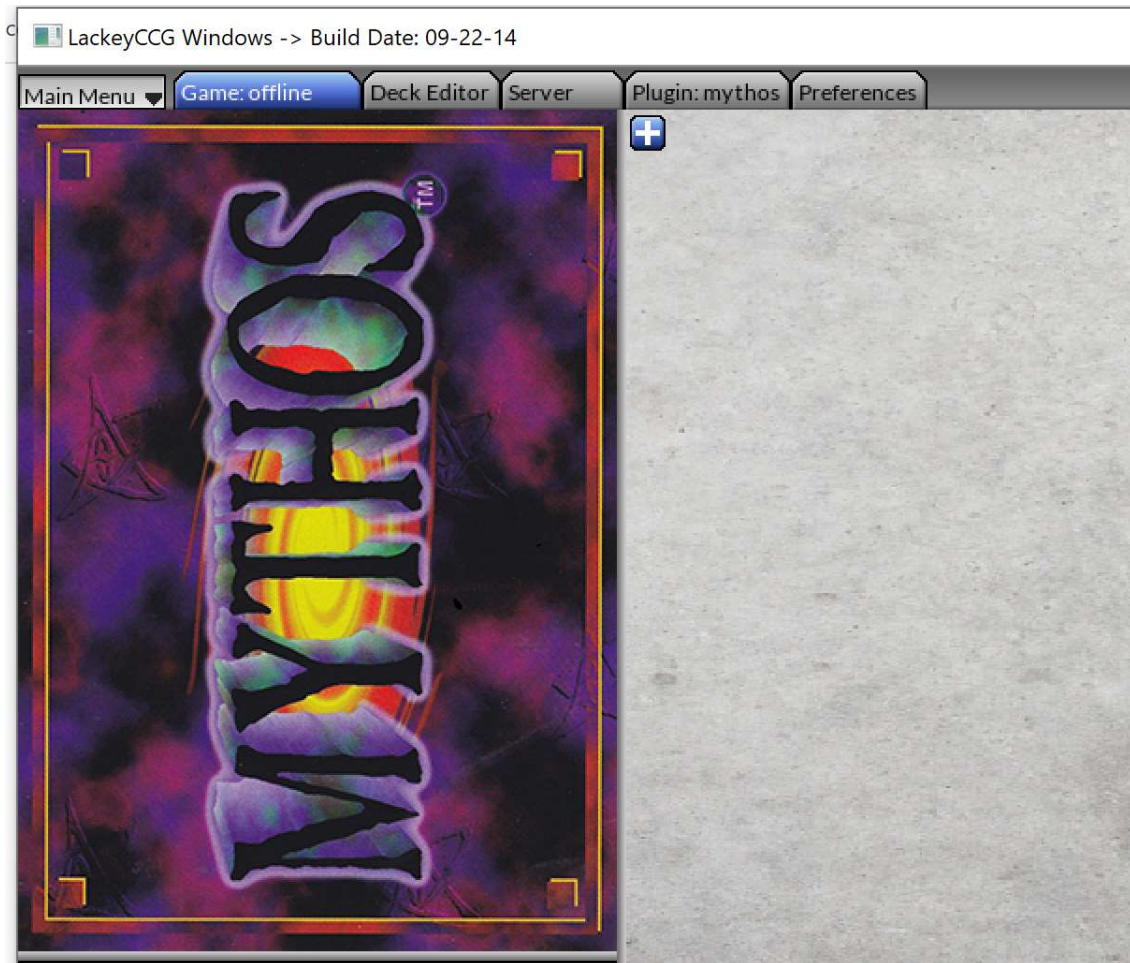 LackeyCCG Windows -> Build Date: 09-22-14
Main Menu
Game: offline
Deck Editor
Server
Plugin: mythos
Preferences
MYTHOS
TM